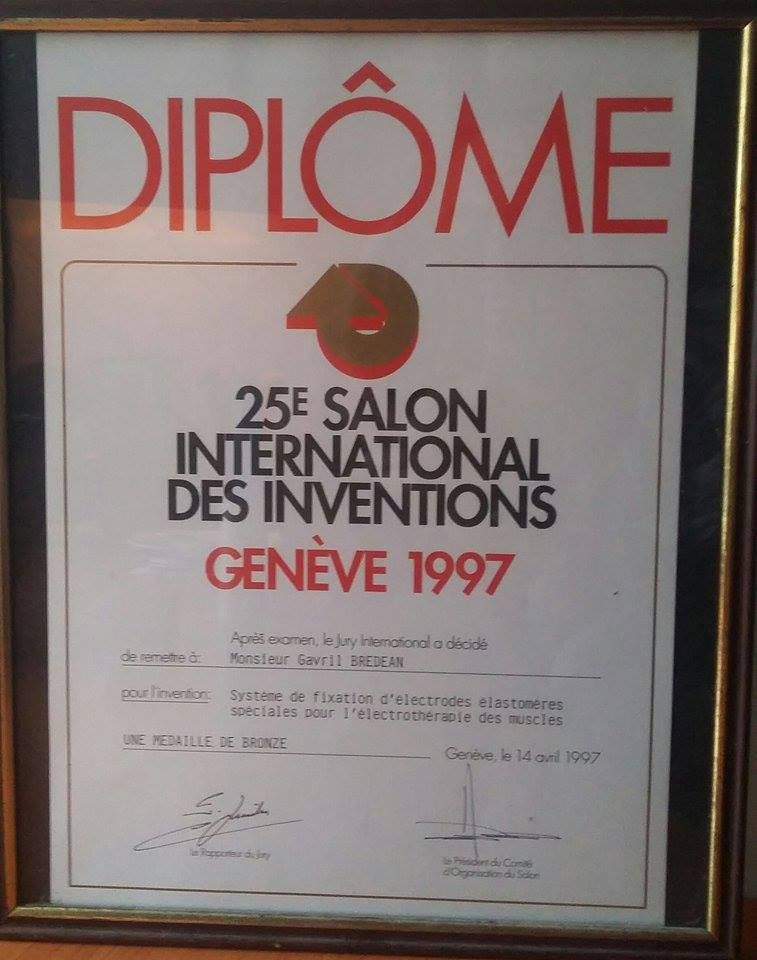 DIPLÔME
25E SALON
INTERNATIONAL
DES INVENTIONS
GENÈVE 1997
Après examen, le Jury International a décidé
de remettre à: Monsieur Gavril BREDEAN
pour l'invention: Système de fixation d'électrodes élastomères
spéciales pour l'électrothérapie des muscles
UNE MEDAILLE DE BRONZE
Genève, le 14 avril 1997
Le Rapporteur du Jury
Le Président du Comité
d'Organisation du Salon